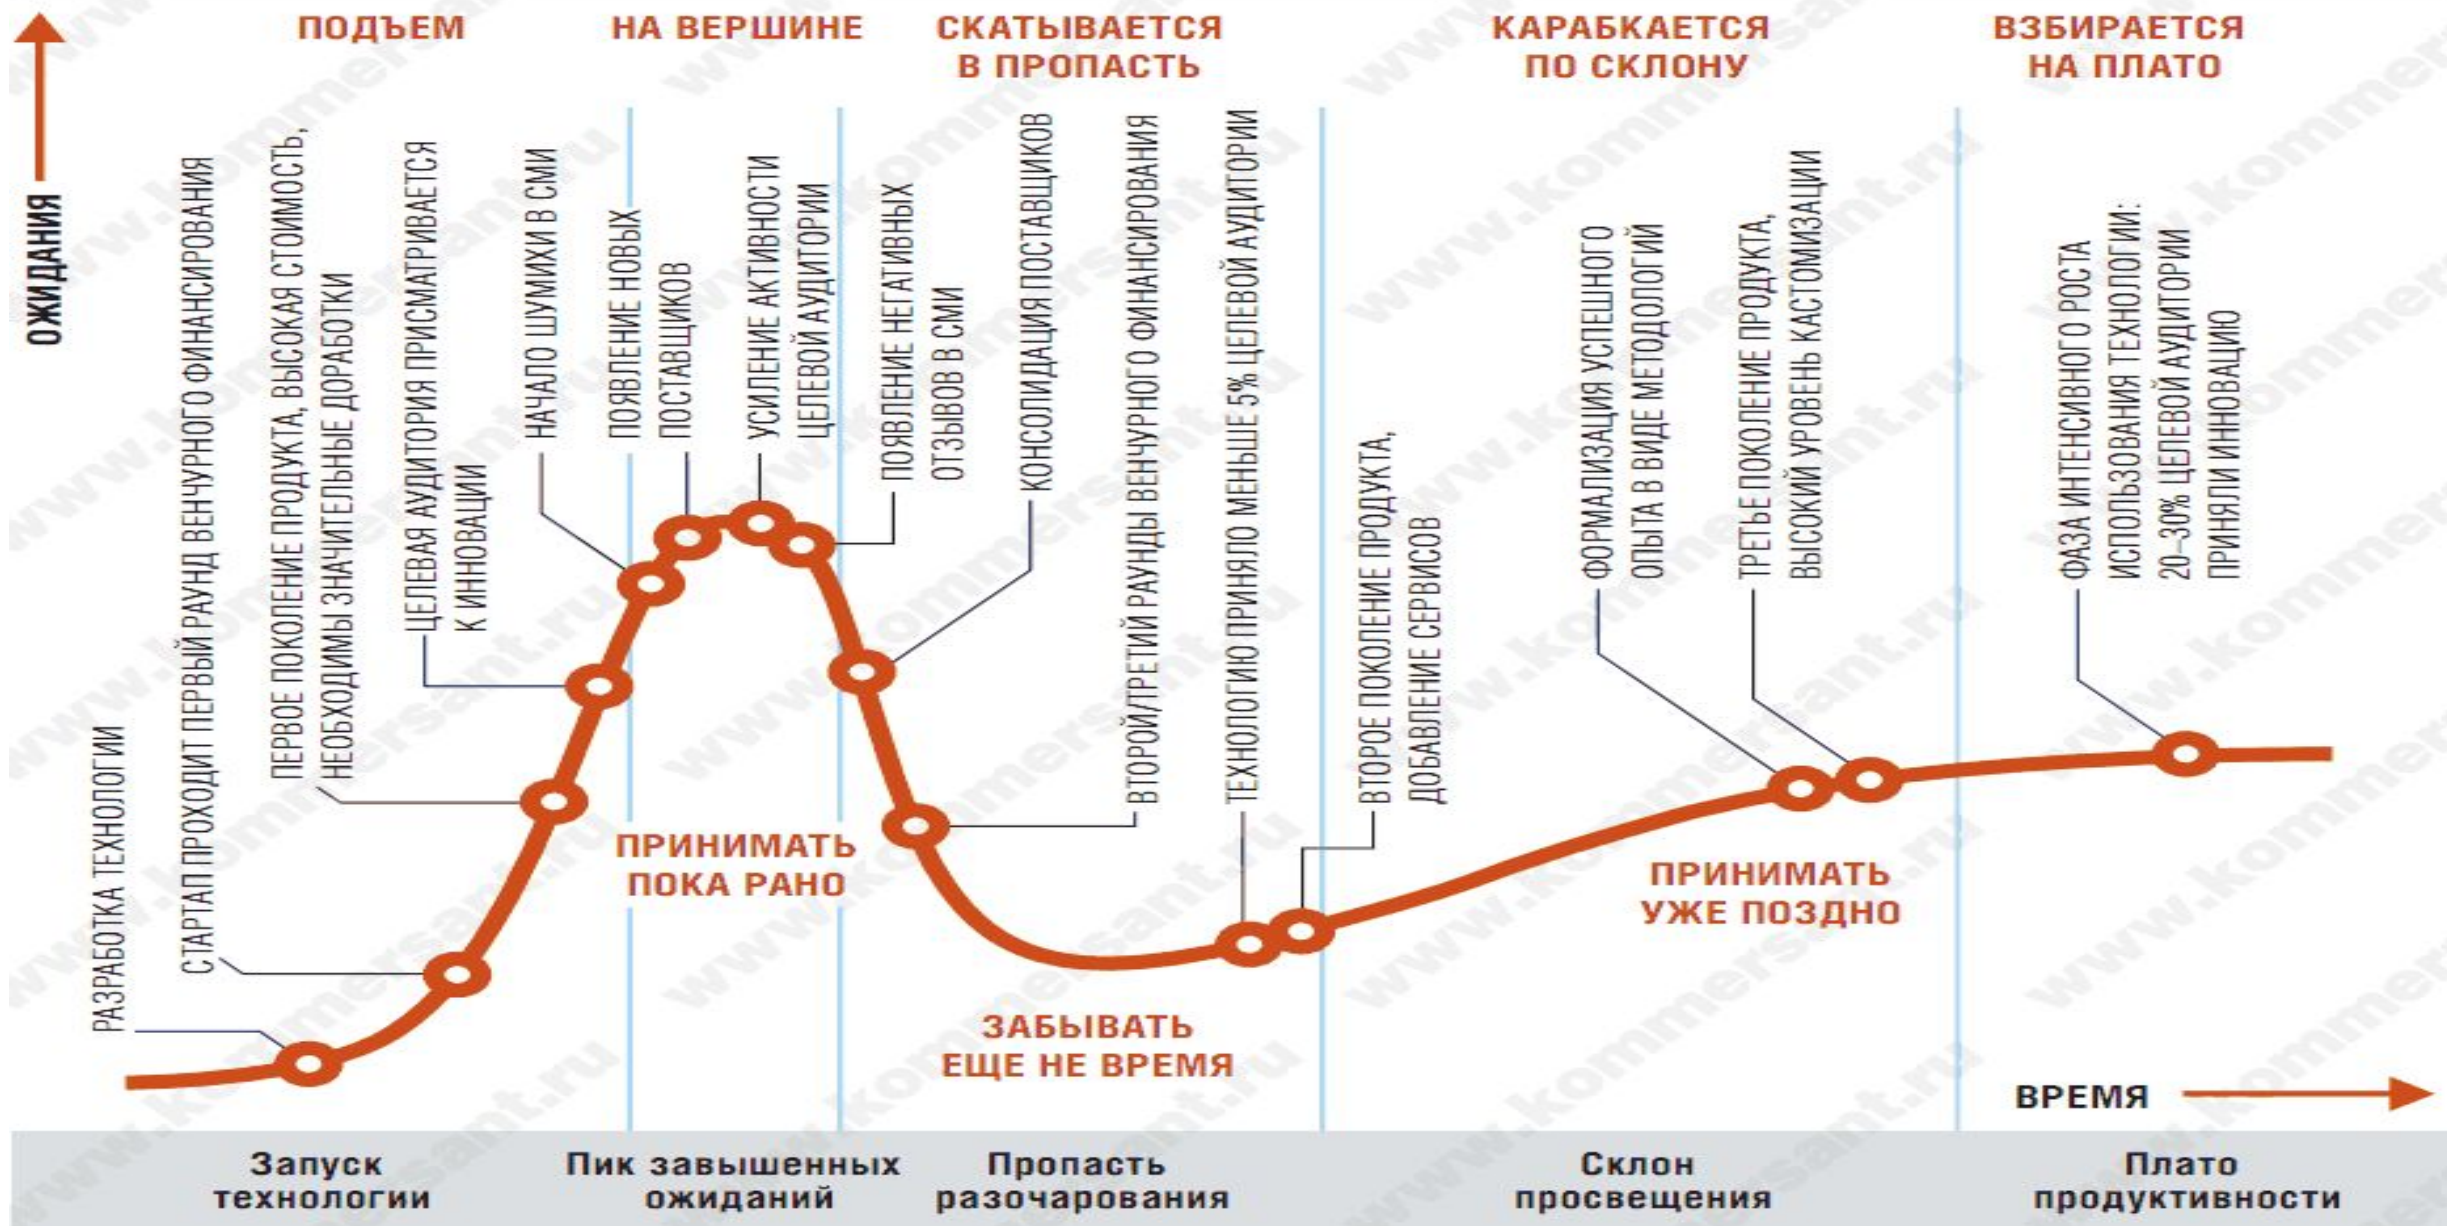 ПОДЪЕМ
НА ВЕРШИНЕ
СКАТЫВАЕТСЯ
В ПРОПАСТЬ
КАРАБКАЕТСЯ
ПО СКЛОНУ
ВЗБИРАЕТСЯ
НА ПЛАТО
ОЖИДАНИЯ
РАЗРАБОТКА ТЕХНОЛОГИИ
СТАРТАП ПРОХОДИТ ПЕРВЫЙ РАУНД ВЕНЧУРНОГО ФИНАНСИРОВАНИЯ
ПЕРВОЕ ПОКОЛЕНИЕ ПРОДУКТА, ВЫСОКАЯ СТОИМОСТЬ,
НЕОБХОДИМЫ ЗНАЧИТЕЛЬНЫЕ ДОРАБОТКИ
ЦЕЛЕВАЯ АУДИТОРИЯ ПРИСМАТРИВАЕТСЯ
К ИННОВАЦИИ
НАЧАЛО ШУМИХИ В СМИ
ПОЯВЛЕНИЕ НОВЫХ
ПОСТАВЩИКОВ
УСИЛЕНИЕ АКТИВНОСТИ
ЦЕЛЕВОЙ АУДИТОРИИ
ПОЯВЛЕНИЕ НЕГАТИВНЫХ
ОТЗЫВОВ В СМИ
КОНСОЛИДАЦИЯ ПОСТАВЩИКОВ
ВТОРОЙ/ТРЕТИЙ РАУНДЫ ВЕНЧУРНОГО ФИНАНСИРОВАНИЯ
ТЕХНОЛОГИЮ ПРИНЯЛО МЕНЬШЕ 5% ЦЕЛЕВОЙ АУДИТОРИИ
ВТОРОЕ ПОКОЛЕНИЕ ПРОДУКТА,
ДОБАВЛЕНИЕ СЕРВИСОВ
ФОРМАЛИЗАЦИЯ УСПЕШНОГО
ОПЫТА В ВИДЕ МЕТОДОЛОГИЙ
ТРЕТЬЕ ПОКОЛЕНИЕ ПРОДУКТА,
ВЫСОКИЙ УРОВЕНЬ КАСТОМИЗАЦИИ
ФАЗА ИНТЕНСИВНОГО РОСТА
ИСПОЛЬЗОВАНИЯ ТЕХНОЛОГИИ:
20–30% ЦЕЛЕВОЙ АУДИТОРИИ
ПРИНЯЛИ ИННОВАЦИЮ
ПРИНИМАТЬ
ПОКА РАНО
ЗАБЫВАТЬ
ЕЩЕ НЕ ВРЕМЯ
ПРИНИМАТЬ
УЖЕ ПОЗДНО
ВРЕМЯ
Запуск
технологии
Пик завышенных
ожиданий
Пропасть
разочарования
Склон
просвещения
Плато
продуктивности
www.kommersant.ru